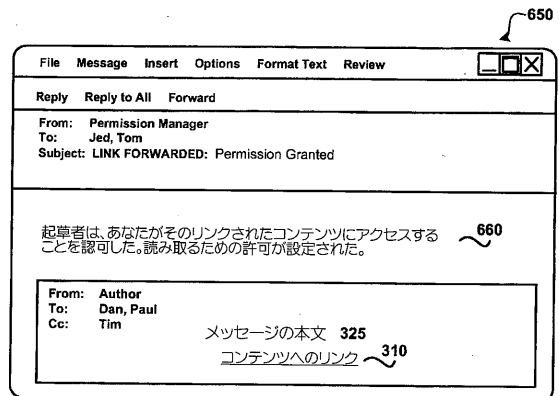 650
File Message Insert Options Format Text Review
Reply Reply to All Forward
From: Permission Manager
To: Jed, Tom
Subject: LINK FORWARDED: Permission Granted
起草者は、あなたがそのリンクされたコンテンツにアクセスする
ことを認可した。読み取るための許可が設定された。
660
From: Author
To: Dan, Paul
Cc: Tim
メッセージの本文 325
コンテンツへのリンク 310